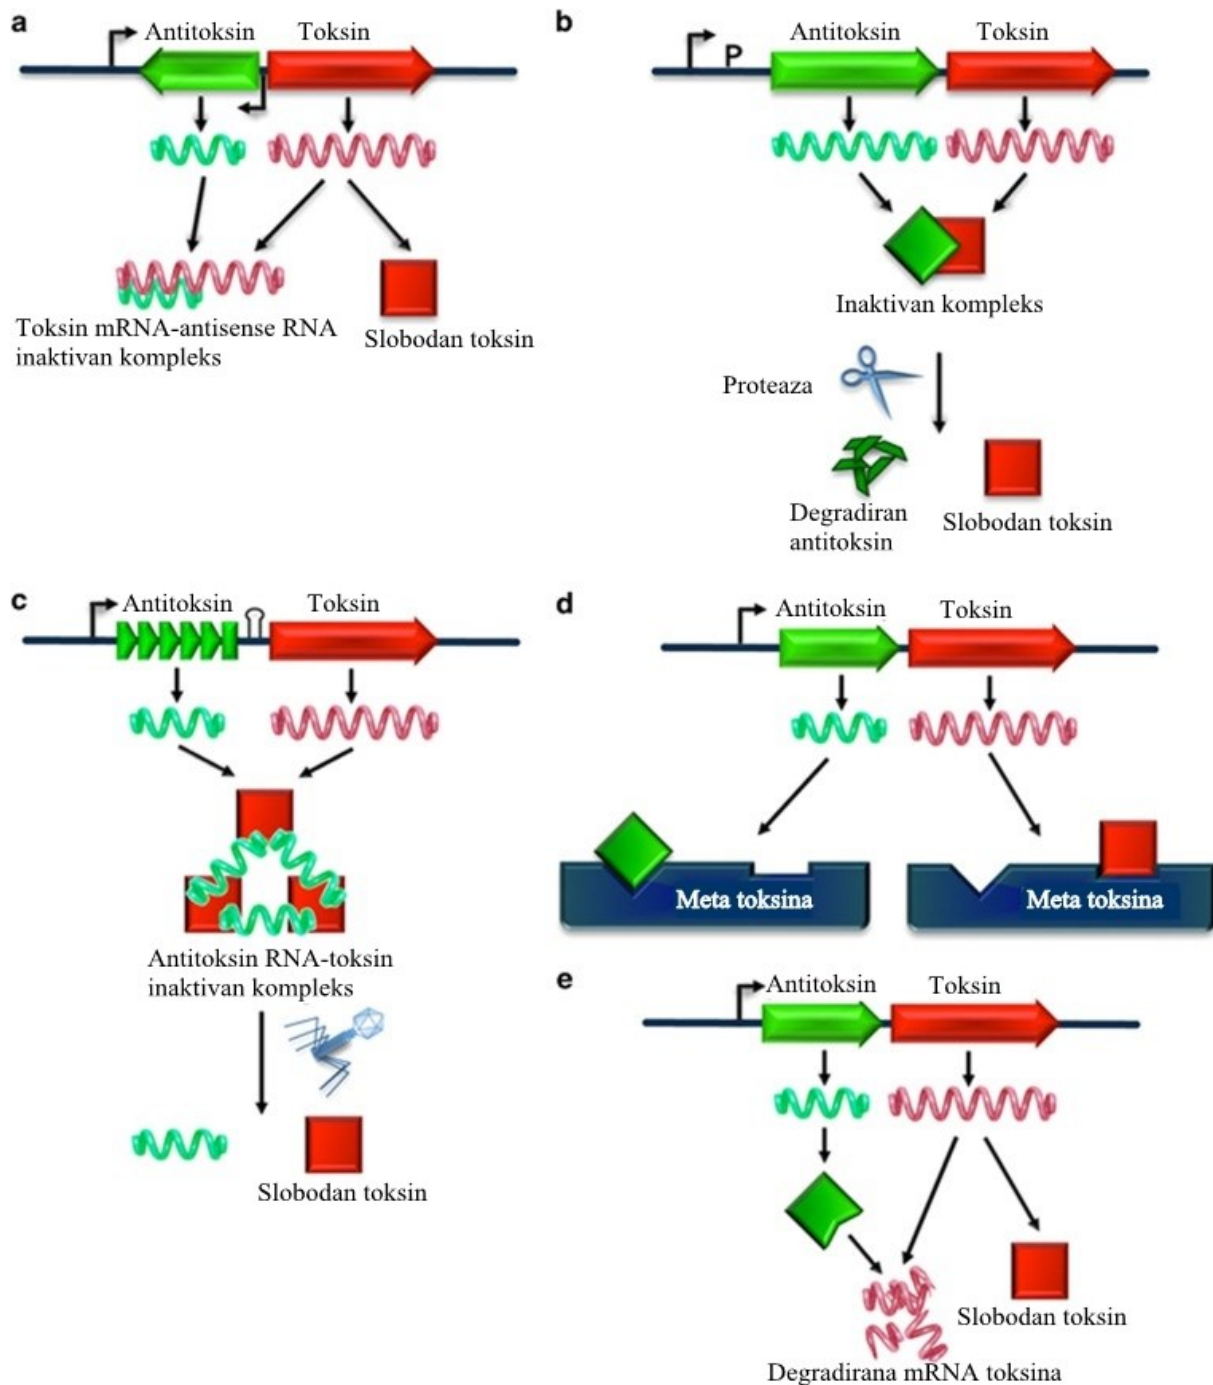 a
Antitoksin Toksin
Toksin mRNA-antisense RNA
inaktivan kompleks
Slobodan toksin
b
P
Antitoksin Toksin
Inaktivan kompleks
Proteaza
Degradiran
antitoksin
Slobodan toksin
c
Antitoksin Toksin
Antitoksin RNA-toksin
inaktivan kompleks
Slobodan toksin
d
Antitoksin Toksin
Meta toksina Meta toksina
e
Antitoksin Toksin
Slobodan toksin
Degradirana mRNA toksina